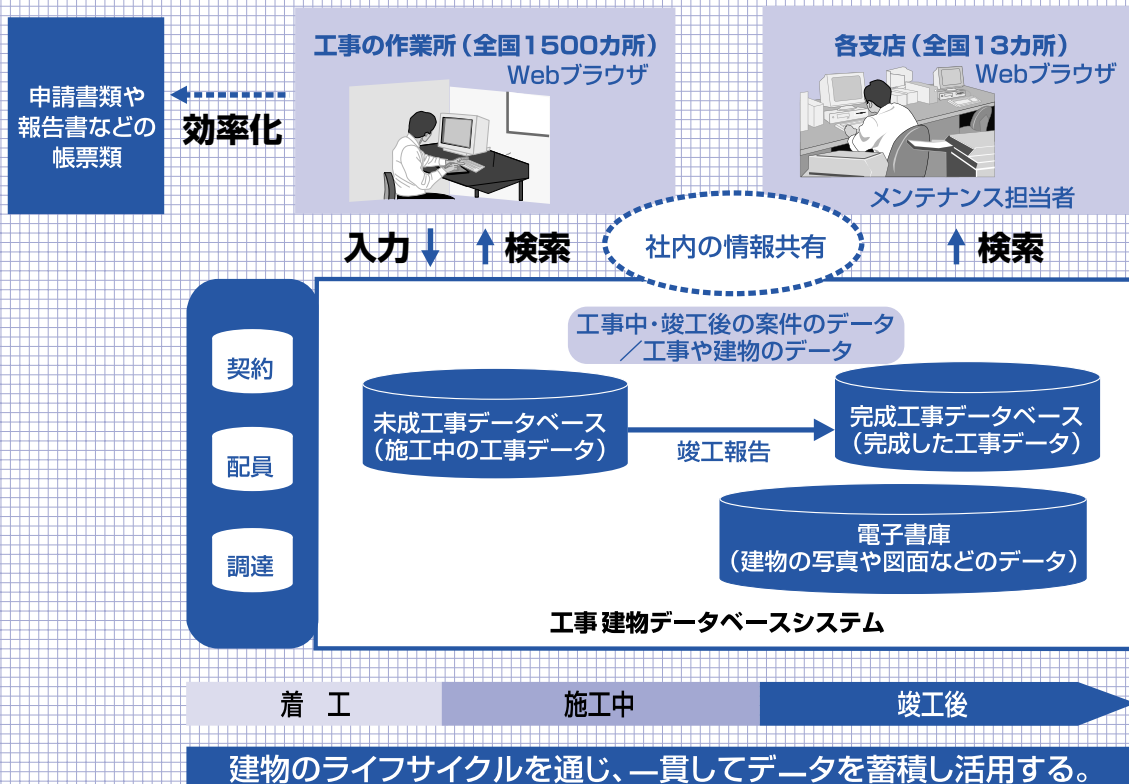 申請書類や
報告書などの
帳票類
効率化
工事の作業所（全国1500カ所）
Webブラウザ
各支店（全国13カ所）
Webブラウザ
メンテナンス担当者
入力
検索
社内の情報共有
検索
工事中・竣工後の案件のデータ
／工事や建物のデータ
契約
配員
調達
未成工事データベース
（施工中の工事データ）
竣工報告
完成工事データベース
（完成した工事データ）
電子書庫
（建物の写真や図面などのデータ）
工事 建物データベースシステム
着　工
施工中
竣工後
建物のライフサイクルを通じ、一貫してデータを蓄積し活用する。